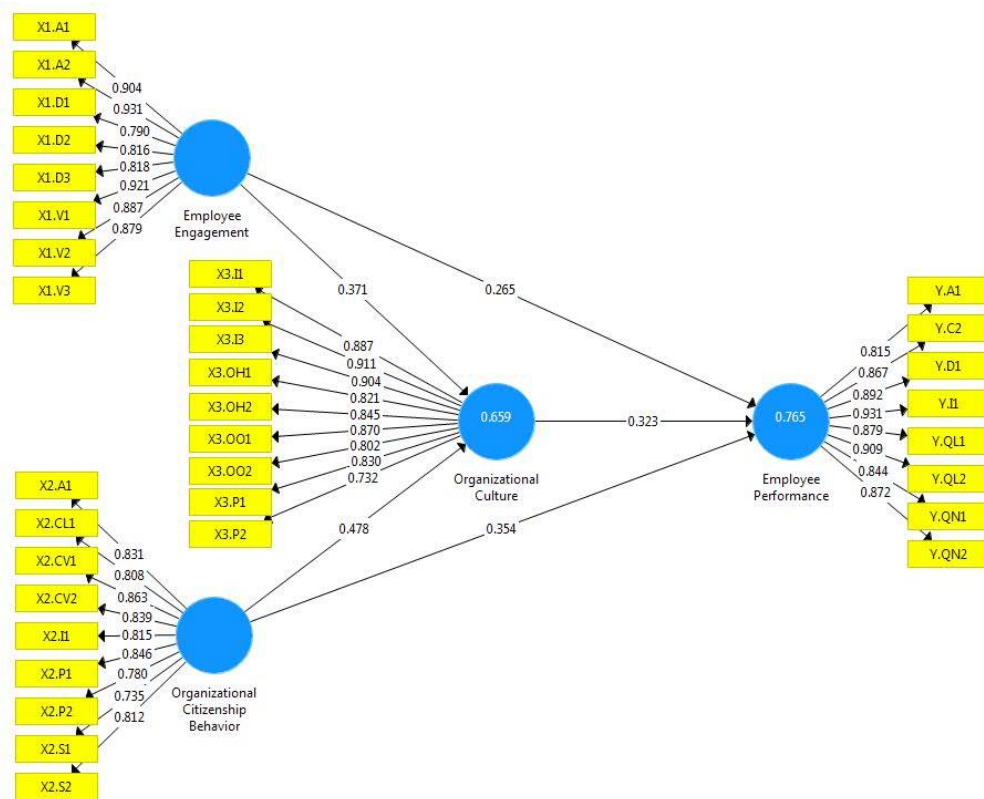 X1.A1
X1.A2
X1.D1
X1.D2
X1.D3
X1.V1
X1.V2
X1.V3
0.904
0.931
0.790
0.816
0.818
0.921
0.887
0.879
Employee
Engagement
0.371
0.265
X3.I1
X3.I2
X3.I3
X3.OH1
X3.OH2
X3.OO1
X3.OO2
X3.P1
X3.P2
0.887
0.911
0.904
0.821
0.845
0.870
0.802
0.830
0.732
0.659
Organizational
Culture
0.323
0.478
0.354
X2.A1
X2.CL1
X2.CV1
X2.CV2
X2.I1
X2.P1
X2.P2
X2.S1
X2.S2
0.831
0.808
0.863
0.839
0.815
0.846
0.780
0.735
0.812
Organizational
Citizenship
Behavior
0.765
Employee
Performance
0.815
0.867
0.892
0.931
0.879
0.909
0.844
0.872
Y.A1
Y.C2
Y.D1
Y.I1
Y.QL1
Y.QL2
Y.QN1
Y.QN2